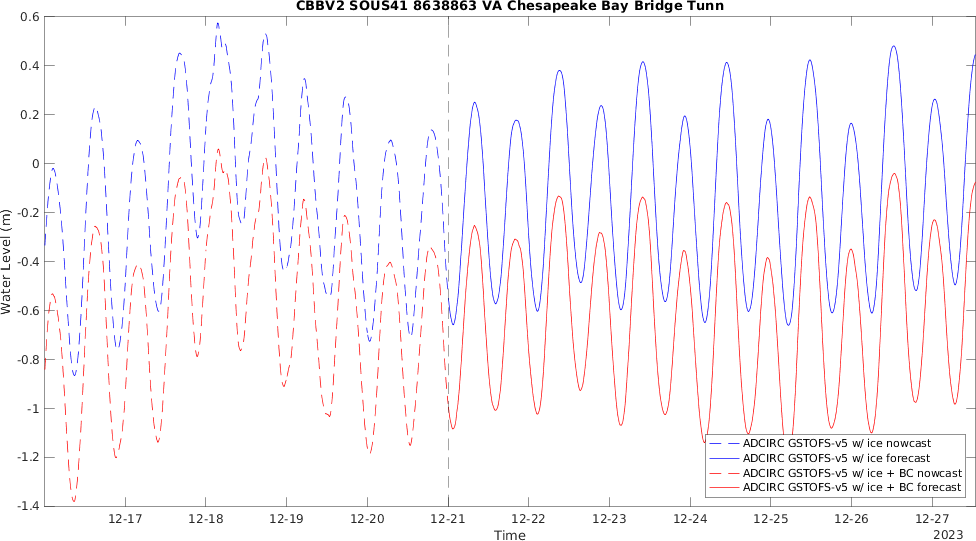 CBBV2 SOUS41 8638863 VA Chesapeake Bay Bridge Tunn
0.6
0.4
0.2
0
-0.2
-0.4
-0.6
-0.8
-1
-1.2
-1.4
Water Level (m)
ADCIRC GSTOFS-v5 w/ ice nowcast
ADCIRC GSTOFS-v5 w/ ice forecast
ADCIRC GSTOFS-v5 w/ ice + BC nowcast
ADCIRC GSTOFS-v5 w/ ice + BC forecast
12-17 12-18 12-19 12-20 12-21 12-22 12-23 12-24 12-25 12-26 12-27
Time
2023